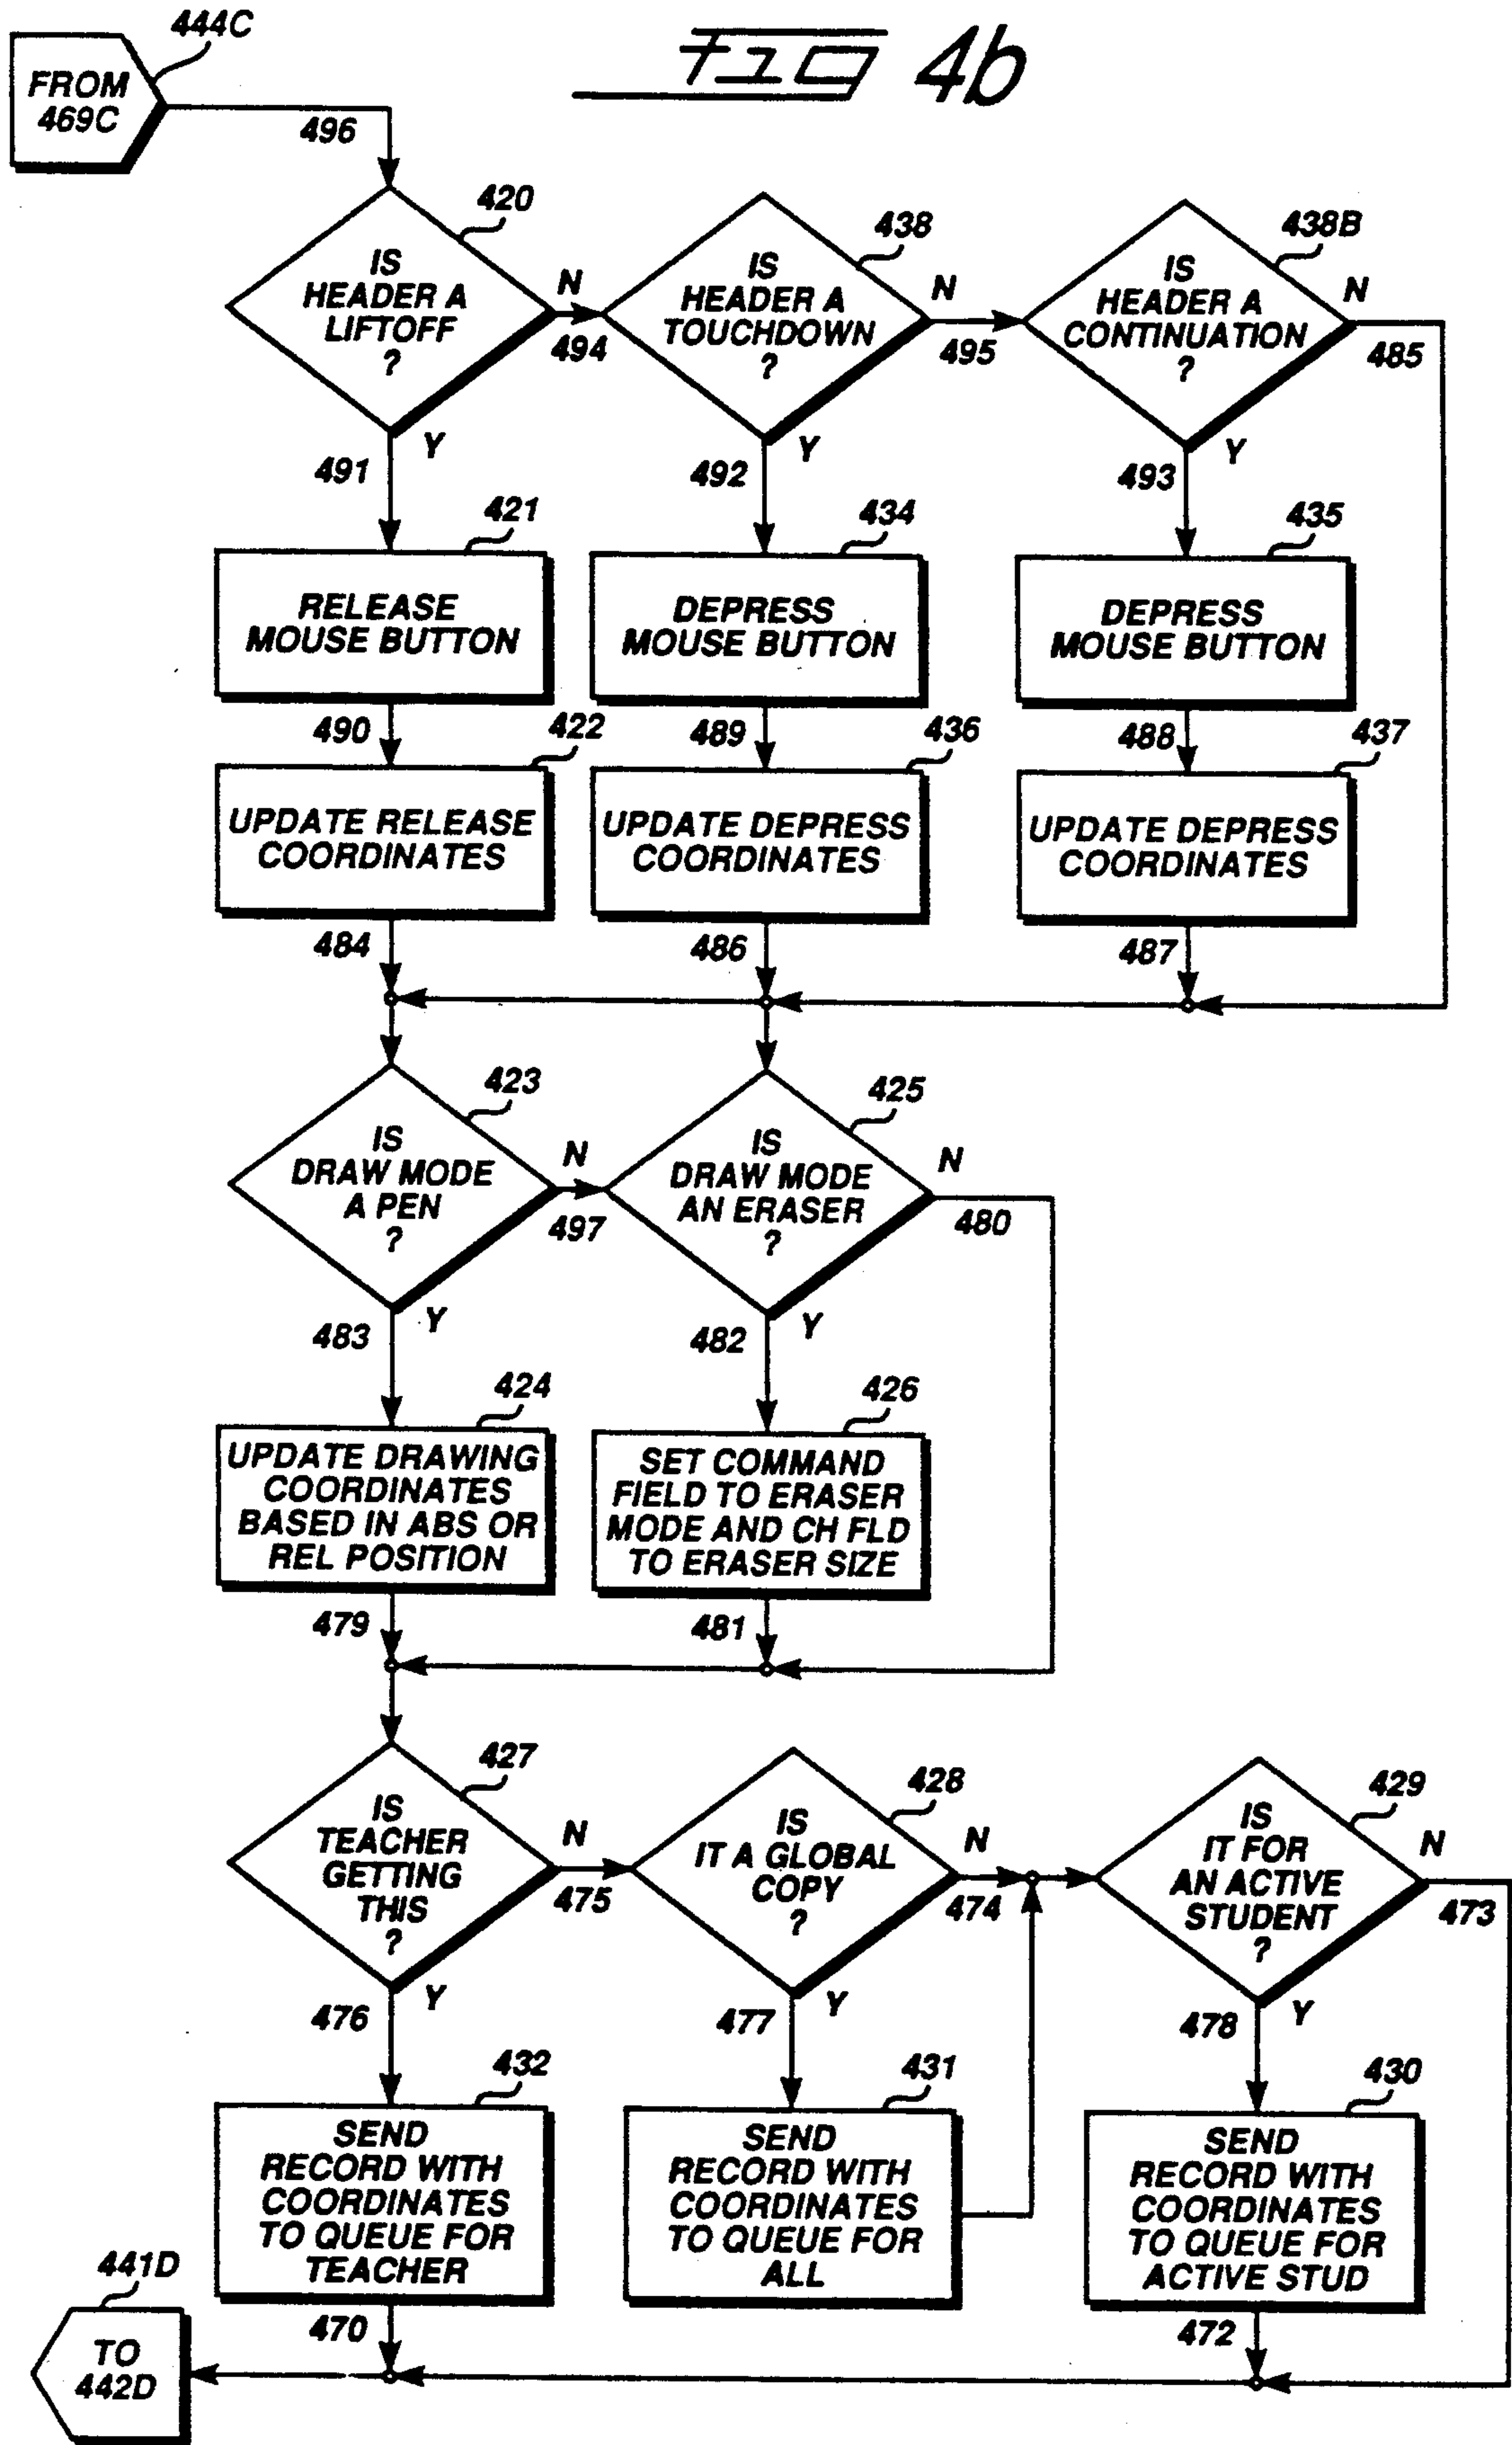 FIG 4b
444C
FROM
469C
496
420
IS
HEADER A
LIFTOFF
?
N
494
Y
491
438
IS
HEADER A
TOUCHDOWN
?
N
495
Y
492
438B
IS
HEADER A
CONTINUATION
?
N
485
Y
493
421
RELEASE
MOUSE BUTTON
434
DEPRESS
MOUSE BUTTON
435
DEPRESS
MOUSE BUTTON
490
422
UPDATE RELEASE
COORDINATES
489
436
UPDATE DEPRESS
COORDINATES
488
437
UPDATE DEPRESS
COORDINATES
484
486
487
423
IS
DRAW MODE
A PEN
?
N
497
Y
483
425
IS
DRAW MODE
AN ERASER
?
N
480
Y
482
424
UPDATE DRAWING
COORDINATES
BASED IN ABS OR
REL POSITION
426
SET COMMAND
FIELD TO ERASER
MODE AND CH FLD
TO ERASER SIZE
479
481
427
IS
TEACHER
GETTING
THIS
?
N
475
Y
476
428
IS
IT A GLOBAL
COPY
?
N
474
Y
477
429
IS
IT FOR
AN ACTIVE
STUDENT
?
N
473
Y
478
432
SEND
RECORD WITH
COORDINATES
TO QUEUE FOR
TEACHER
431
SEND
RECORD WITH
COORDINATES
TO QUEUE FOR
ALL
430
SEND
RECORD WITH
COORDINATES
TO QUEUE FOR
ACTIVE STUD
470
472
441D
TO
442D